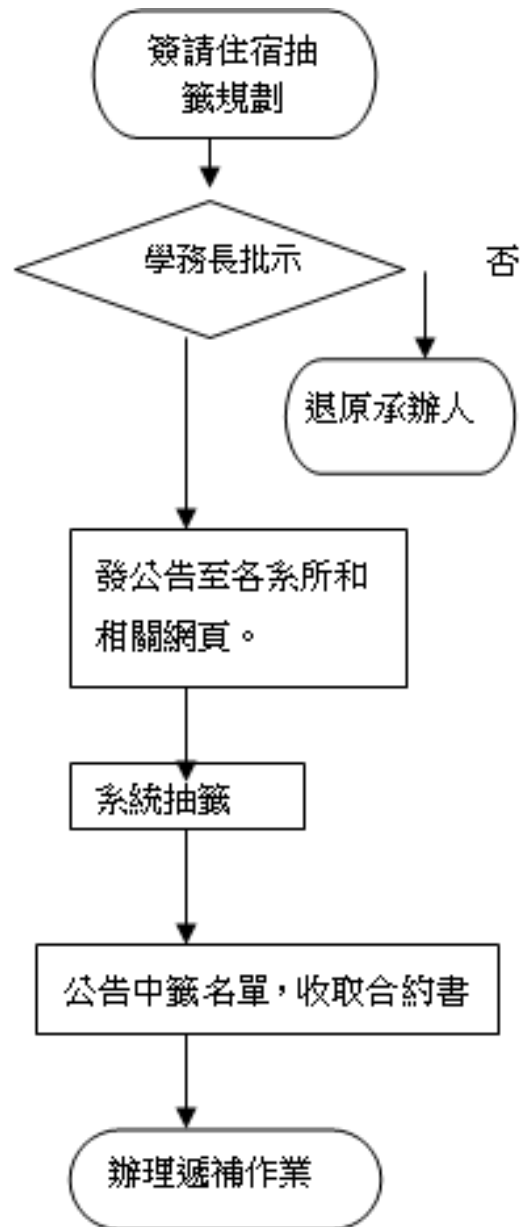 簽請住宿抽
籤規劃
學務長批示
否
退原承辦人
發公告至各系所和
相關網頁。
系統抽籤
公告中籤名單，收取合約書
辦理遞補作業